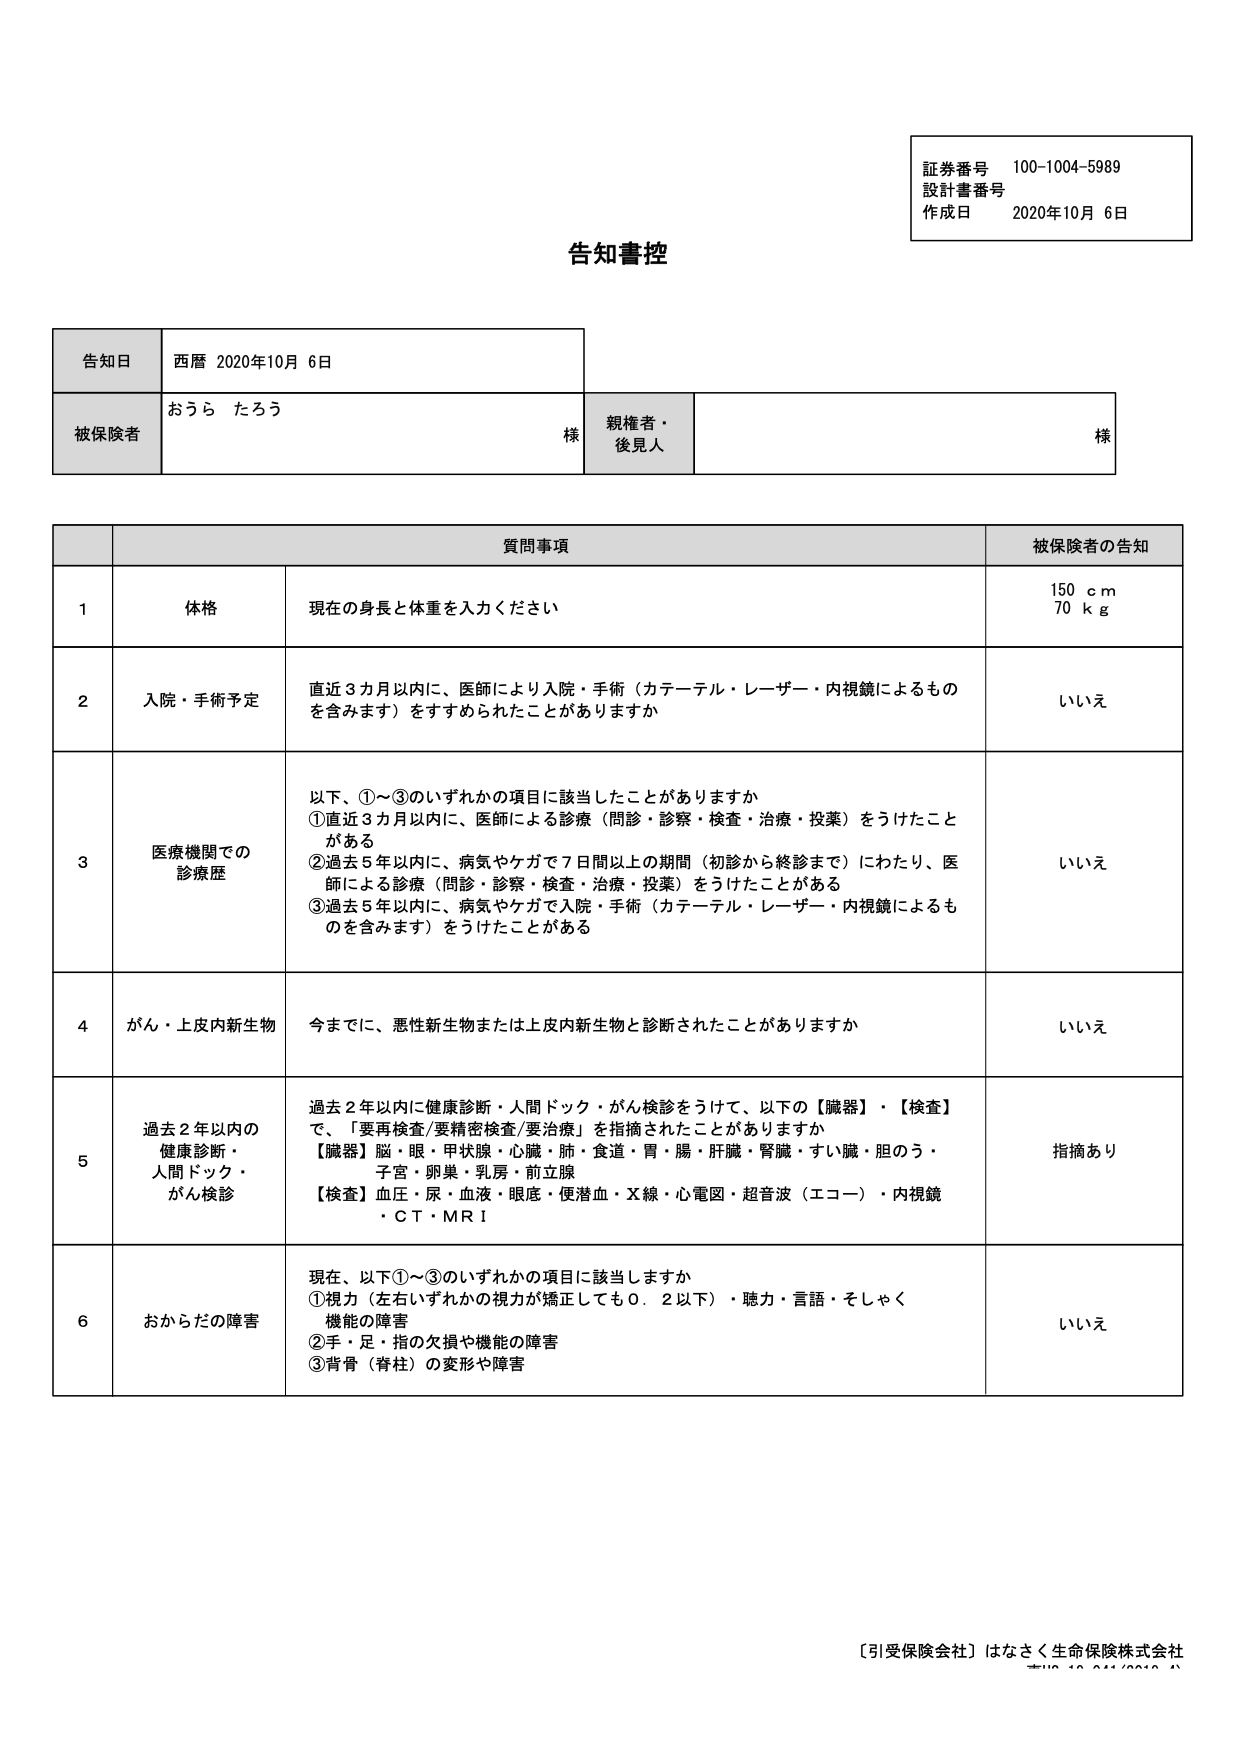 証券番号 100-1004-5989
設計書番号
作成日 2020年10月 6日
告知書控
告知日 西暦 2020年10月 6日
被保険者 おうら たろう 様 親権者・後見人 様
質問事項 被保険者の告知
1 体格 現在の身長と体重を入力ください 150 ｃｍ
70 ｋｇ
2 入院・手術予定 直近３カ月以内に、医師により入院・手術（カテーテル・レーザー・内視鏡によるもの
を含みます）をすすめられたことがありますか いいえ
3 医療機関での
診療歴
以下、①～③のいずれかの項目に該当したことがありますか
①直近３カ月以内に、医師による診療（問診・診察・検査・治療・投薬）をうけたこと
がある
②過去５年以内に、病気やケガで７日間以上の期間（初診から終診まで）にわたり、医
師による診療（問診・診察・検査・治療・投薬）をうけたことがある
③過去５年以内に、病気やケガで入院・手術（カテーテル・レーザー・内視鏡によるも
のを含みます）をうけたことがある
いいえ
4 がん・上皮内新生物 今までに、悪性新生物または上皮内新生物と診断されたことがありますか いいえ
5 過去２年以内の
健康診断・
人間ドック・
がん検診
過去２年以内に健康診断・人間ドック・がん検診をうけて、以下の【臓器】・【検査】
で、「要再検査/要精密検査/要治療」を指摘されたことがありますか
【臓器】脳・眼・甲状腺・心臓・肺・食道・胃・腸・肝臓・腎臓・すい臓・胆のう・
子宮・卵巣・乳房・前立腺
【検査】血圧・尿・血液・眼底・便潜血・Ｘ線・心電図・超音波（エコー）・内視鏡
・ＣＴ・ＭＲＩ
指摘あり
6 おからだの障害
現在、以下①～③のいずれかの項目に該当しますか
①視力（左右いずれかの視力が矯正しても０．２以下）・聴力・言語・そしゃく
機能の障害
②手・足・指の欠損や機能の障害
③背骨（脊柱）の変形や障害
いいえ
〔引受保険会社〕はなさく生命保険株式会社